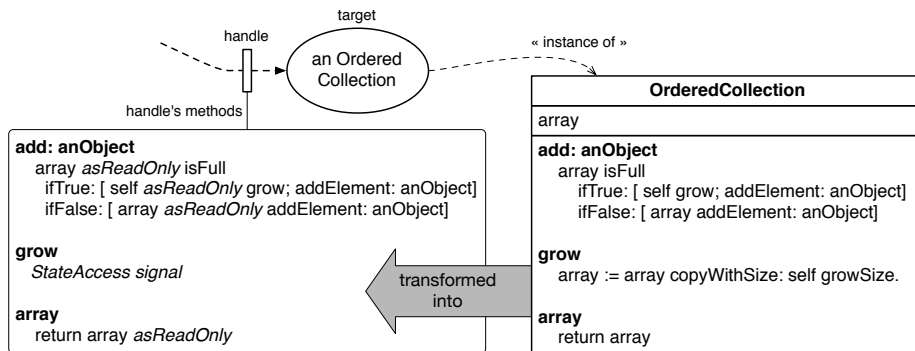 target
handle
« instance of »
an Ordered
Collection
handle's methods
add: anObject
array asReadOnly isFull
ifTrue: [ self asReadOnly grow; addElement: anObject]
ifFalse: [ array asReadOnly addElement: anObject]
grow
StateAccess signal
array
return array asReadOnly
transformed
into
OrderedCollection
array
add: anObject
array isFull
ifTrue: [ self grow; addElement: anObject]
ifFalse: [ array addElement: anObject]
grow
array := array copyWithSize: self growSize.
array
return array